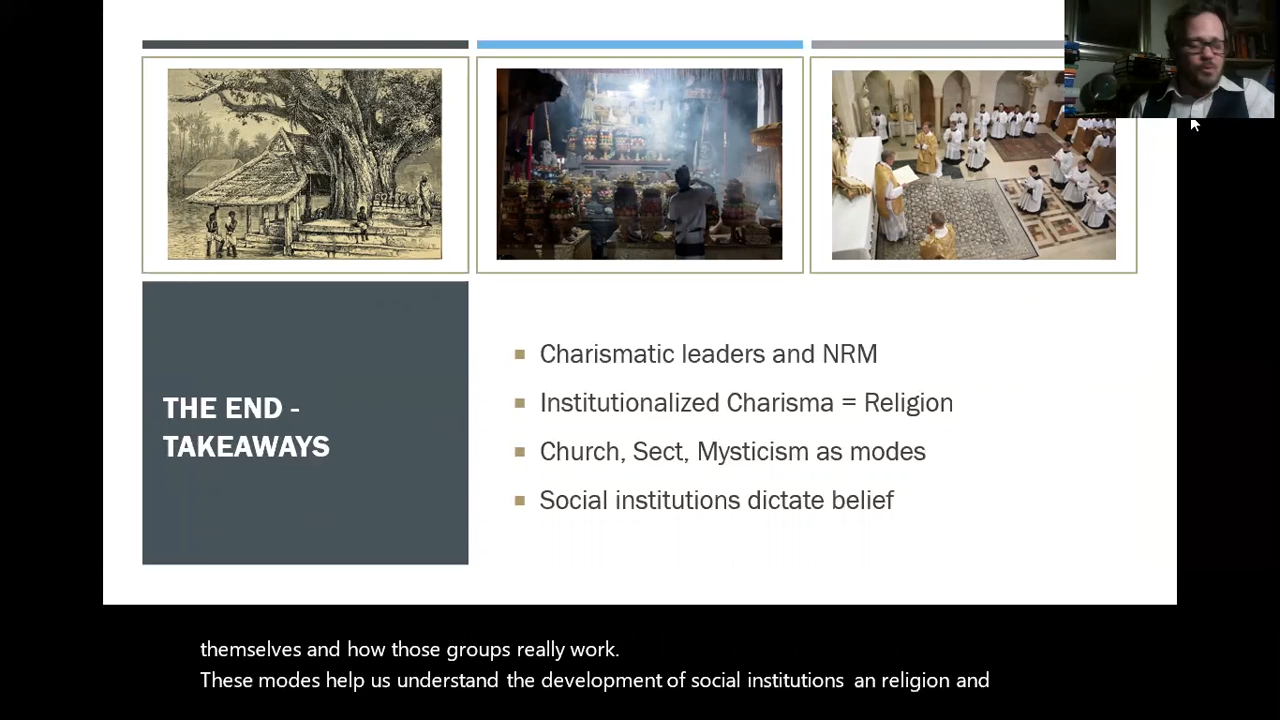 THE END -
TAKEAWAYS
Charismatic leaders and NRM
Institutionalized Charisma = Religion
Church, Sect, Mysticism as modes
Social institutions dictate belief
themselves and how those groups really work.
These modes help us understand the development of social institutions an religion and